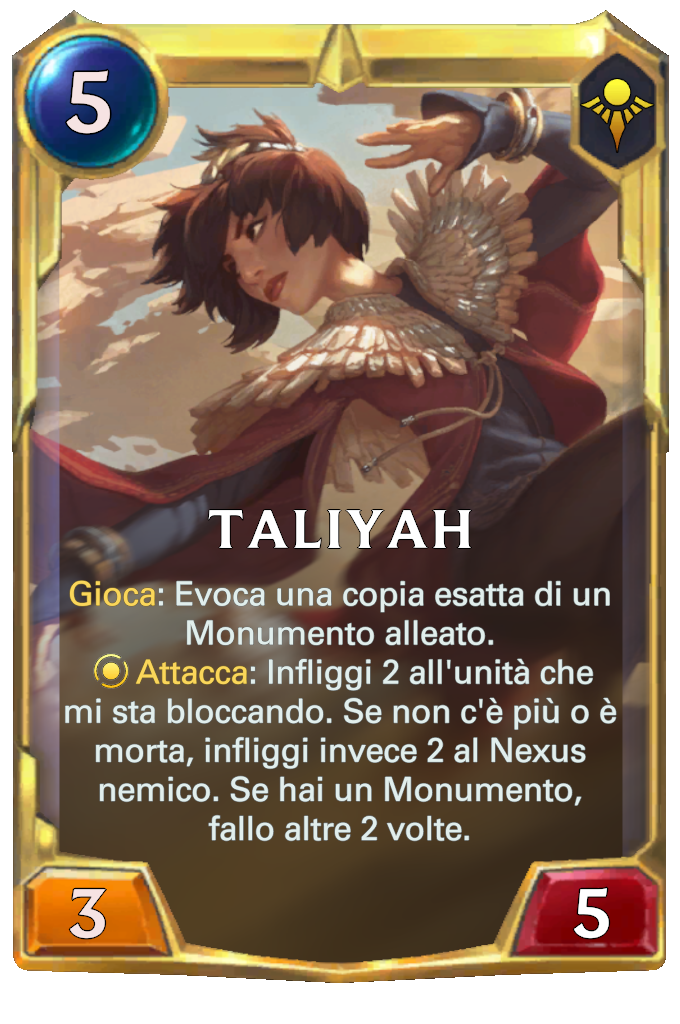 5
TALIYAH
Gioca: Evoca una copia esatta di un
Monumento alleato.
Attacca: Infliggi 2 all'unità che
mi sta bloccando. Se non c'è più o è
morta, infliggi invece 2 al Nexus
nemico. Se hai un Monumento,
fallo altre 2 volte.
3
5